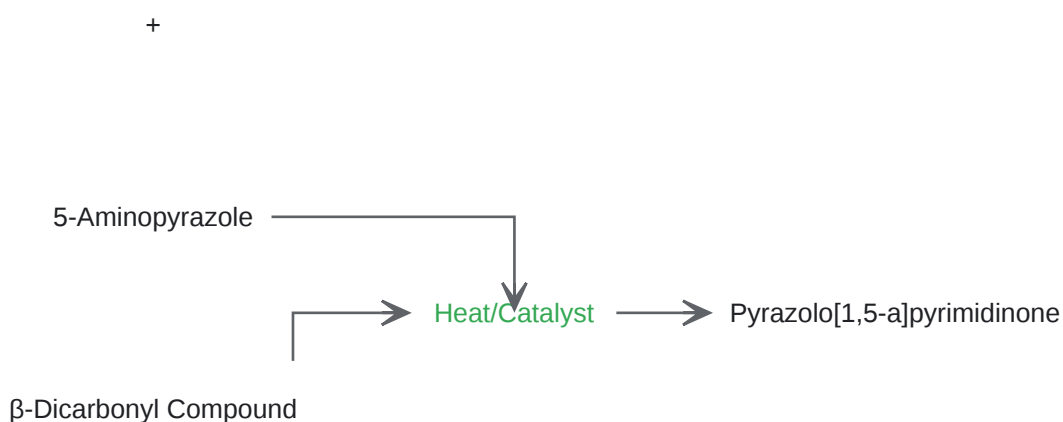 +
5-Aminopyrazole
Heat/Catalyst
Pyrazolo[1,5-a]pyrimidinone
β-Dicarbonyl Compound